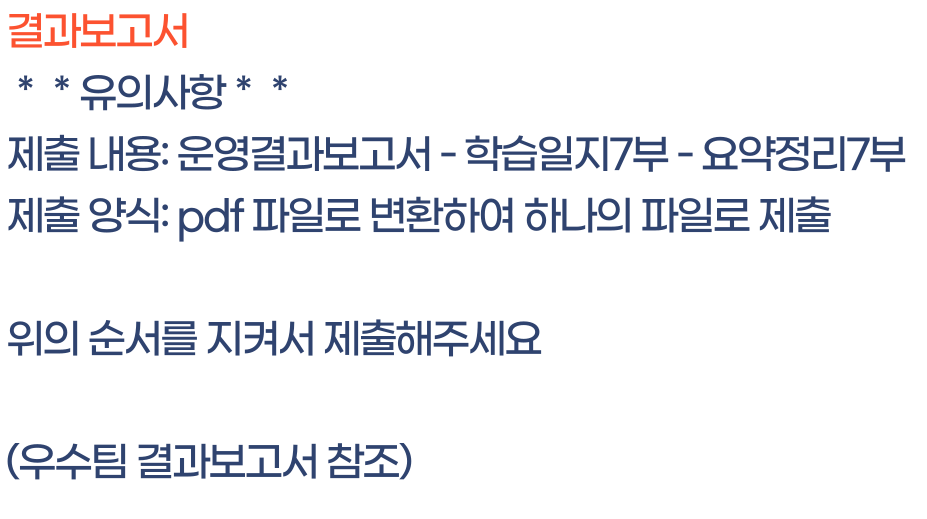 결과보고서
* * 유의사항 * *
제출 내용: 운영결과보고서 - 학습일지7부 - 요약정리7부
제출 양식: pdf 파일로 변환하여 하나의 파일로 제출
위의 순서를 지켜서 제출해주세요
(우수팀 결과보고서 참조)